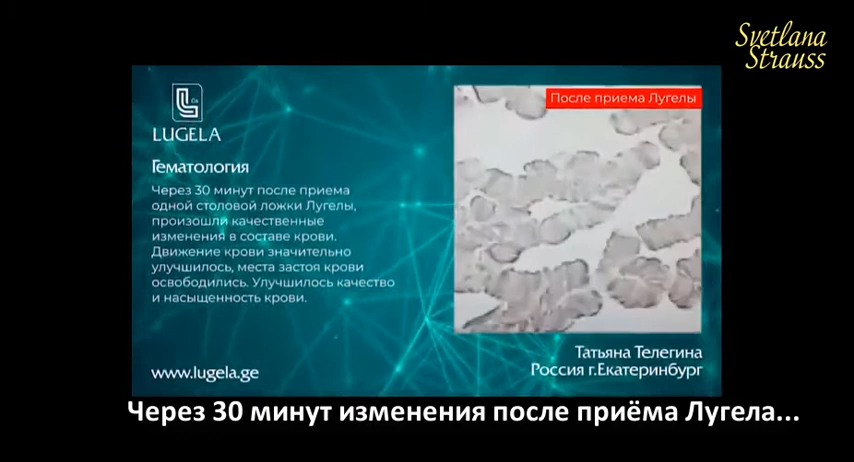 Svetlana
Strauss
После приема Лугелы
LUGELA
Гематология
Через 30 минут после приема
одной столовой ложки Лугелы,
произошли качественные
изменения в составе крови.
Движение крови значительно
улучшилось, места застоя крови
освободились. Улучшилось качество
и насыщенность крови.
Татьяна Телегина
Россия г.Екатеринбург
www.lugela.ge
Через 30 минут изменения после приёма Лугела...